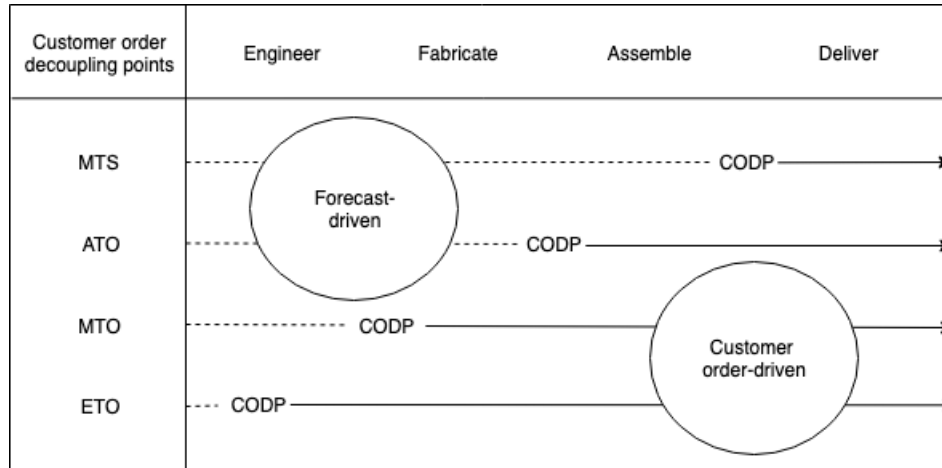 Customer order
decoupling points
Engineer
Fabricate
Assemble
Deliver
MTS
CODP
Forecast-
driven
ATO
CODP
MTO
CODP
Customer
order-driven
ETO
CODP